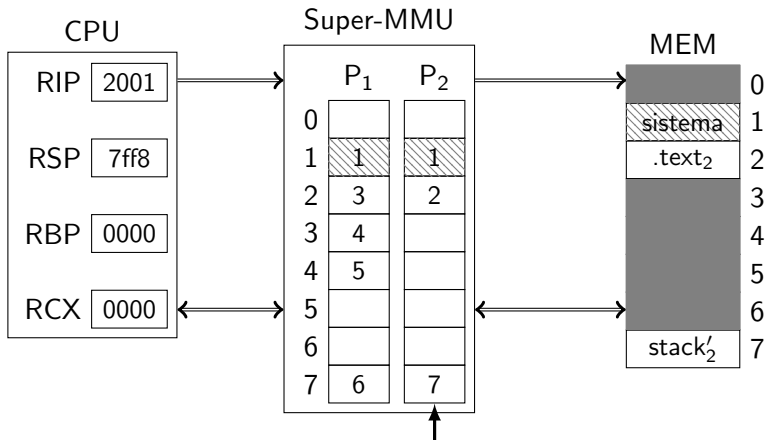 CPU
RIP 2001
RSP 7ff8
RBP 0000
RCX 0000
Super-MMU
P₁ P₂
0
1 1 1
2 3 2
3 4
4 5
5
6
7 6 7
MEM
0
sistema 1
.text₂ 2
3
4
5
6
stack′₂ 7